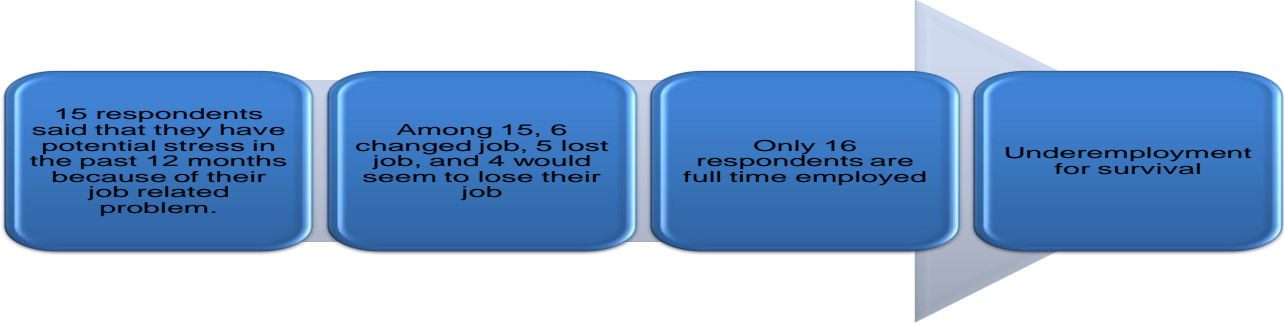 15 respondents
said that they have
potential stress in
the past 12 months
because of their
job related
problem.
Among 15, 6
changed job, 5 lost
job, and 4 would
seem to lose their
job
Only 16
respondents are
full time employed
Underemployment
for survival